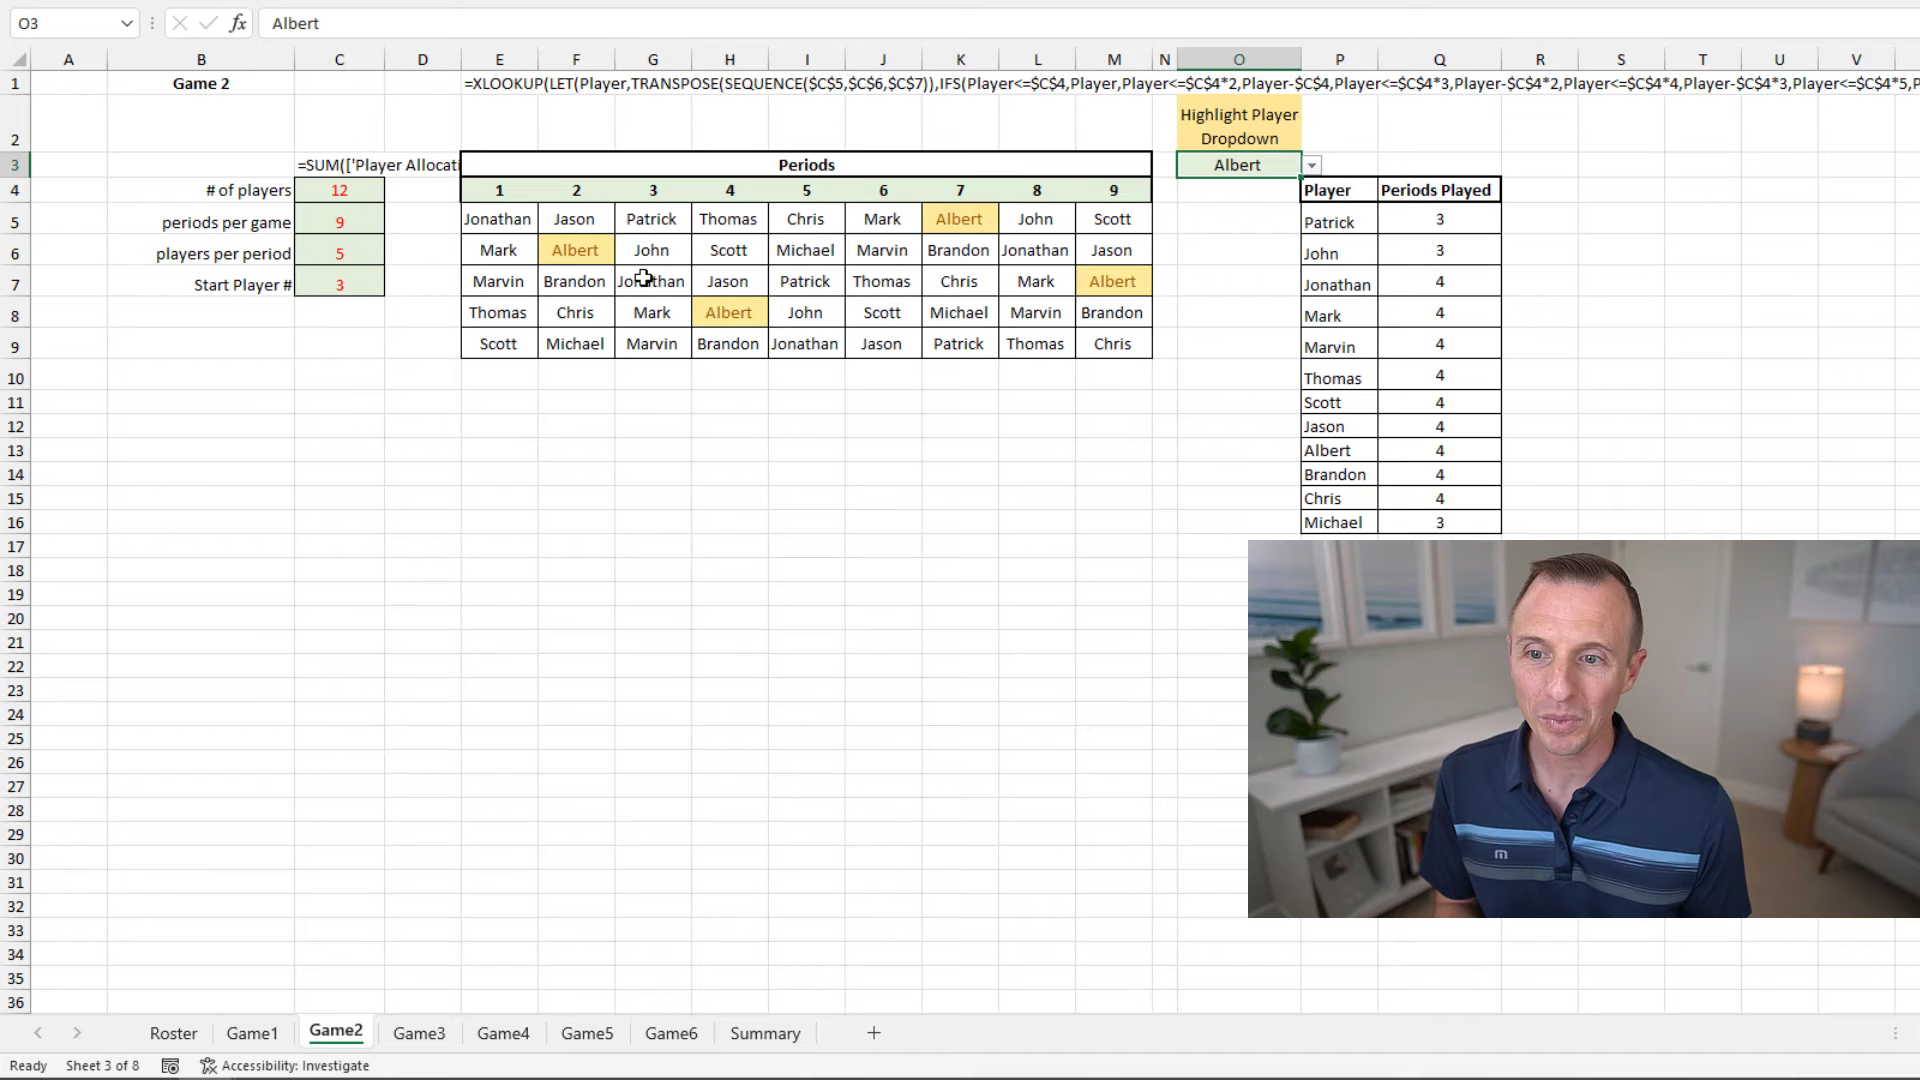 O3 fx Albert
A B C D E F G H I J K L M N O P Q R S T U V
1 Game 2 =XLOOKUP(LET(Player,TRANSPOSE(SEQUENCE($C$5,$C$6,$C$7)),IFS(Player<=$C$4,Player,Player<=$C$4*2,Player-$C$4,Player<=$C$4*3,Player-$C$4*2,Player<=$C$4*4,Player-$C$4*3,Player<=$C$4*5,P
Highlight Player
2 Dropdown
3 =SUM(['Player Allocati Periods Albert
4 # of players 12 1 2 3 4 5 6 7 8 9 Player Periods Played
5 periods per game 9 Jonathan Jason Patrick Thomas Chris Mark Albert John Scott Patrick 3
6 players per period 5 Mark Albert John Scott Michael Marvin Brandon Jonathan Jason John 3
7 Start Player # 3 Marvin Brandon Jonathan Jason Patrick Thomas Chris Mark Albert Jonathan 4
8 Thomas Chris Mark Albert John Scott Michael Marvin Brandon Mark 4
9 Scott Michael Marvin Brandon Jonathan Jason Patrick Thomas Chris Marvin 4
10 Thomas 4
11 Scott 4
12 Jason 4
13 Albert 4
14 Brandon 4
15 Chris 4
16 Michael 3
17
18
19
20
21
22
23
24
25
26
27
28
29
30
31
32
33
34
35
36
Roster Game1 Game2 Game3 Game4 Game5 Game6 Summary +
Ready Sheet 3 of 8 Accessibility: Investigate